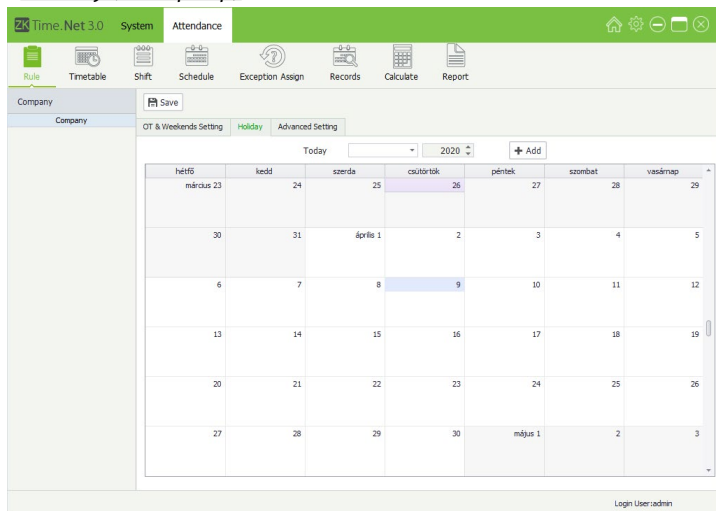 ZK Time.Net 3.0 System Attendance
Rule Timetable Shift Schedule Exception Assign Records Calculate Report
Company Save
Company
OT & Weekends Setting Holiday Advanced Setting
Today 2020 Add
hétfő kedd szerda csütörtök péntek szombat vasárnap
március 23 24 25 26 27 28 29
30 31 április 1 2 3 4 5
6 7 8 9 10 11 12
13 14 15 16 17 18 19
20 21 22 23 24 25 26
27 28 29 30 május 1 2 3
Login User:admin